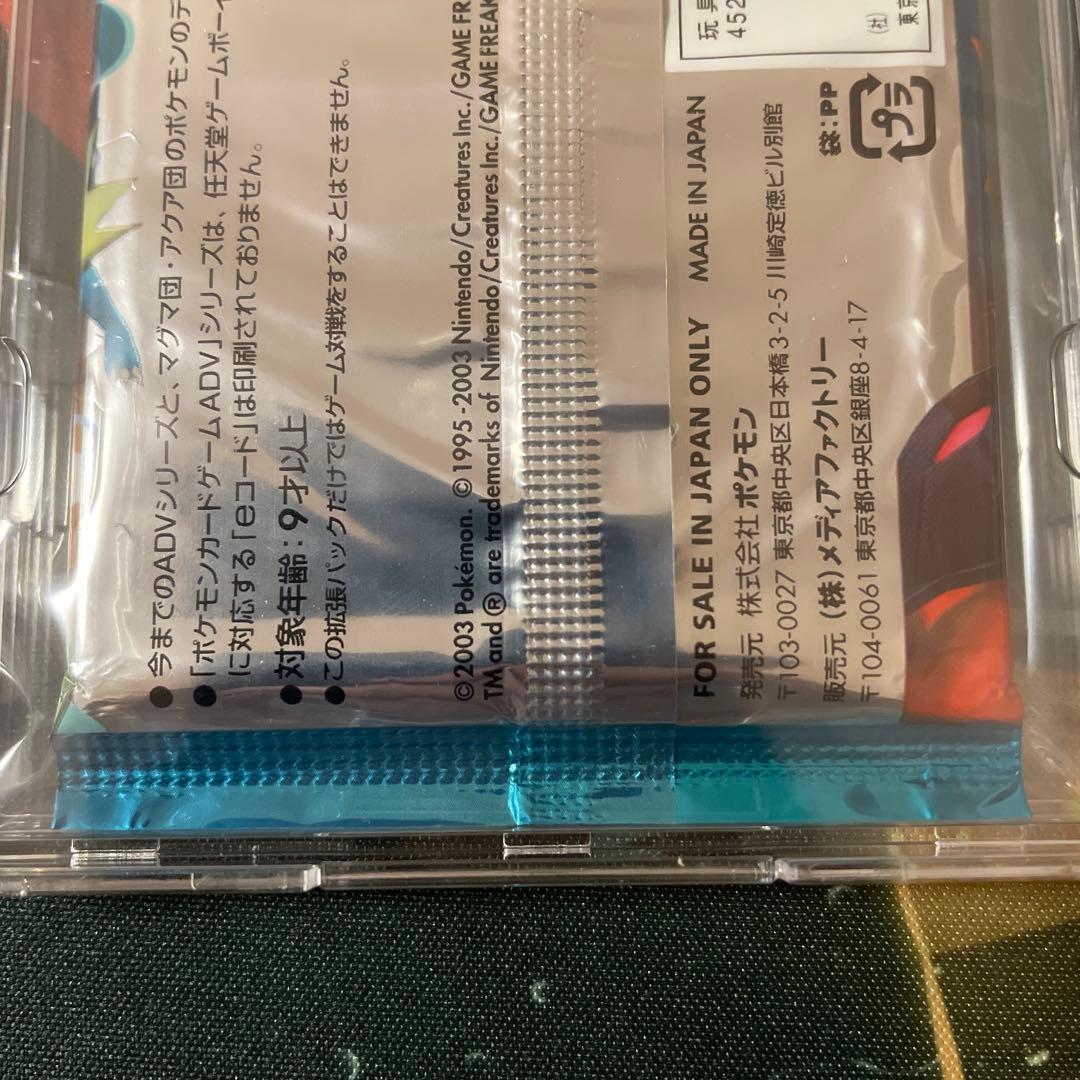 ●今までのADVシリーズと、マグマ団・アクア団のポケモンのデ
●「ポケモンカードゲームADV」シリーズは、任天堂ゲームボーイ
に対応する「eコード」は印刷されておりません。
●対象年齢：9才以上
●この拡張パックだけではゲーム対戦をすることはできません。
©2003 Pokémon. ©1995-2003 Nintendo/Creatures Inc./GAME FR
TM and ® are trademarks of Nintendo/Creatures Inc./GAME FREAK
FOR SALE IN JAPAN ONLY MADE IN JAPAN
発売元 株式会社 ポケモン
〒103-0027 東京都中央区日本橋3-2-5 川崎定徳ビル別館
販売元 (株)メディアファクトリー
〒104-0061 東京都中央区銀座8-4-17
袋:PP
プラ
玩具
452
(社)
東京